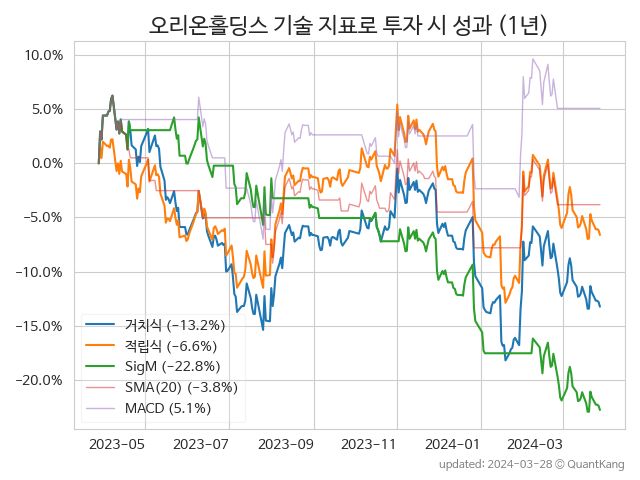 오리온홀딩스 기술 지표로 투자 시 성과 (1년)
10.0%
5.0%
0.0%
−5.0%
−10.0%
−15.0%
−20.0%
거치식 (−13.2%)
적립식 (−6.6%)
SigM (−22.8%)
SMA(20) (−3.8%)
MACD (5.1%)
2023−05 2023−07 2023−09 2023−11 2024−01 2024−03
updated: 2024−03−28 © QuantKang